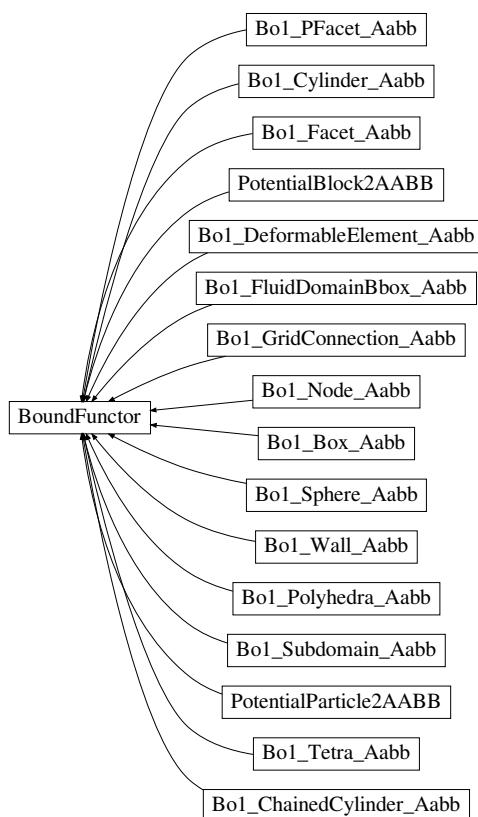 Bo1_PFacet_Aabb
Bo1_Cylinder_Aabb
Bo1_Facet_Aabb
PotentialBlock2AABB
Bo1_DeformableElement_Aabb
Bo1_FluidDomainBbox_Aabb
Bo1_GridConnection_Aabb
Bo1_Node_Aabb
BoundFunctor
Bo1_Box_Aabb
Bo1_Sphere_Aabb
Bo1_Wall_Aabb
Bo1_Polyhedra_Aabb
Bo1_Subdomain_Aabb
PotentialParticle2AABB
Bo1_Tetra_Aabb
Bo1_ChainedCylinder_Aabb